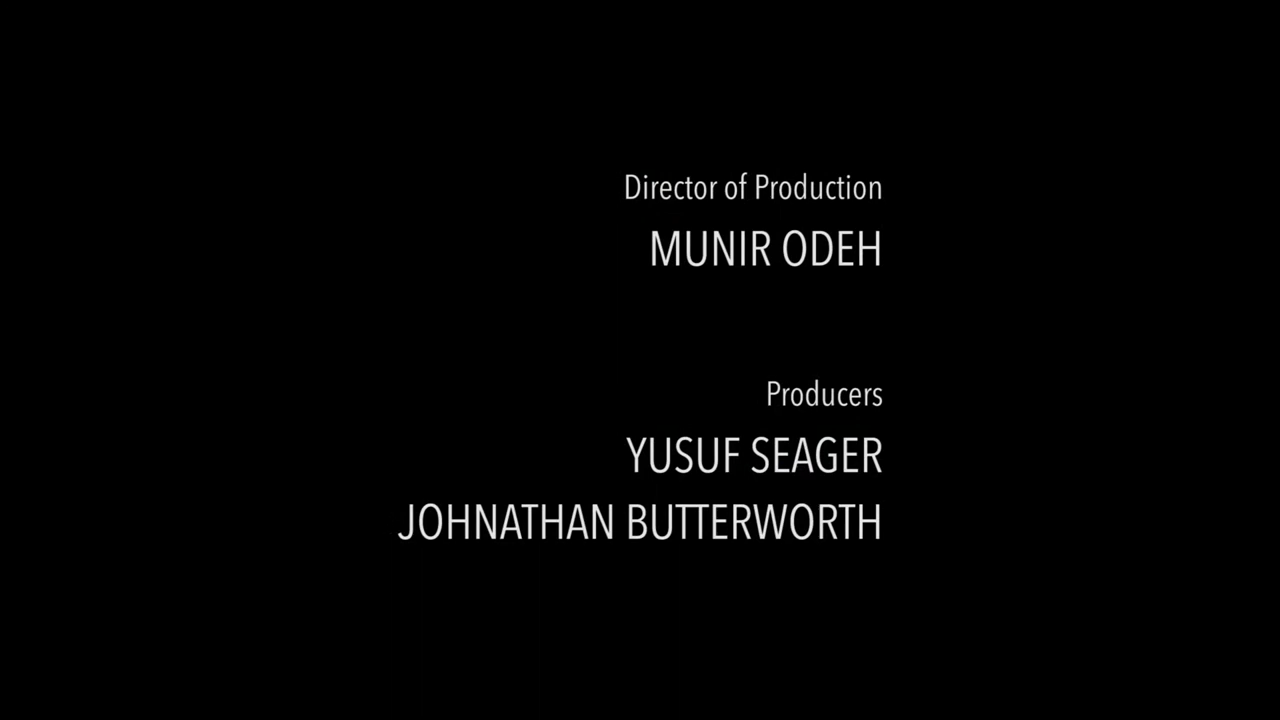 Director of Production
MUNIR ODEH
Producers
YUSUF SEAGER
JOHNATHAN BUTTERWORTH